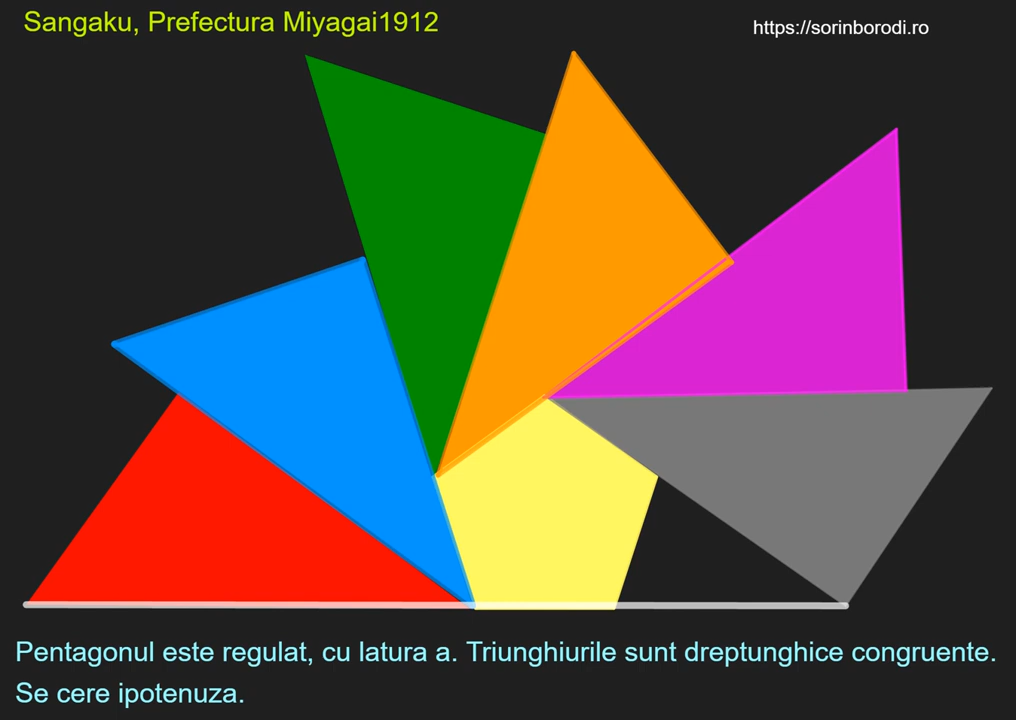 Sangaku, Prefectura Miyagai1912
https://sorinborodi.ro
Pentagonul este regulat, cu latura a. Triunghiurile sunt dreptunghice congruente.
Se cere ipotenuza.